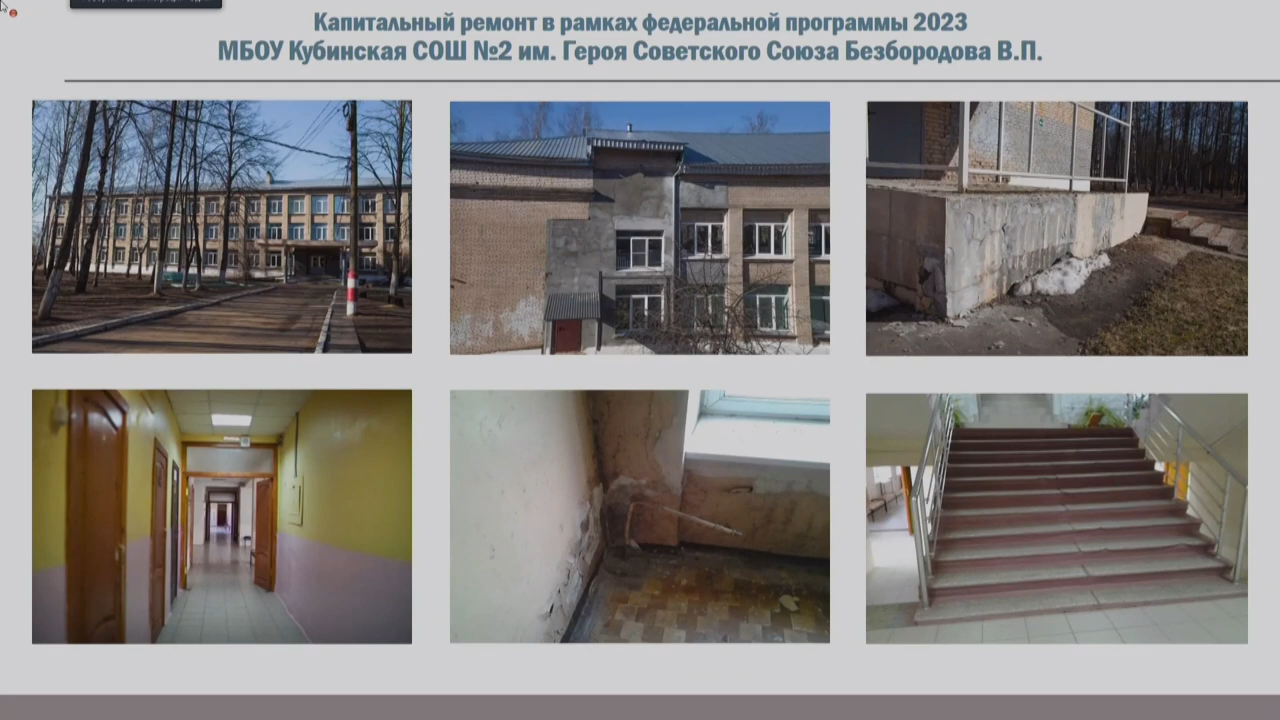 Капитальный ремонт в рамках федеральной программы 2023
МБОУ Кубинская СОШ №2 им. Героя Советского Союза Безбородова В.П.